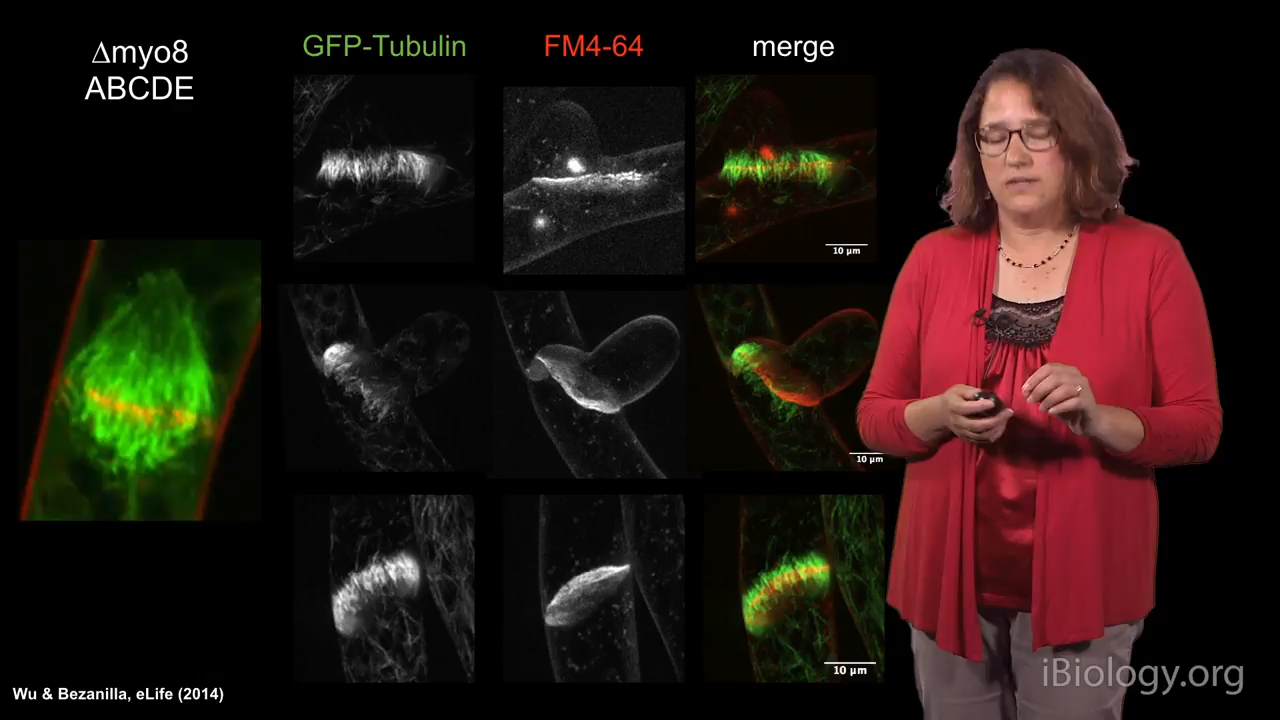 Δmyo8
ABCDE
GFP-Tubulin
FM4-64
merge
10 μm
10 μm
10 μm
Wu & Bezanilla, eLife (2014)
iBiology.org